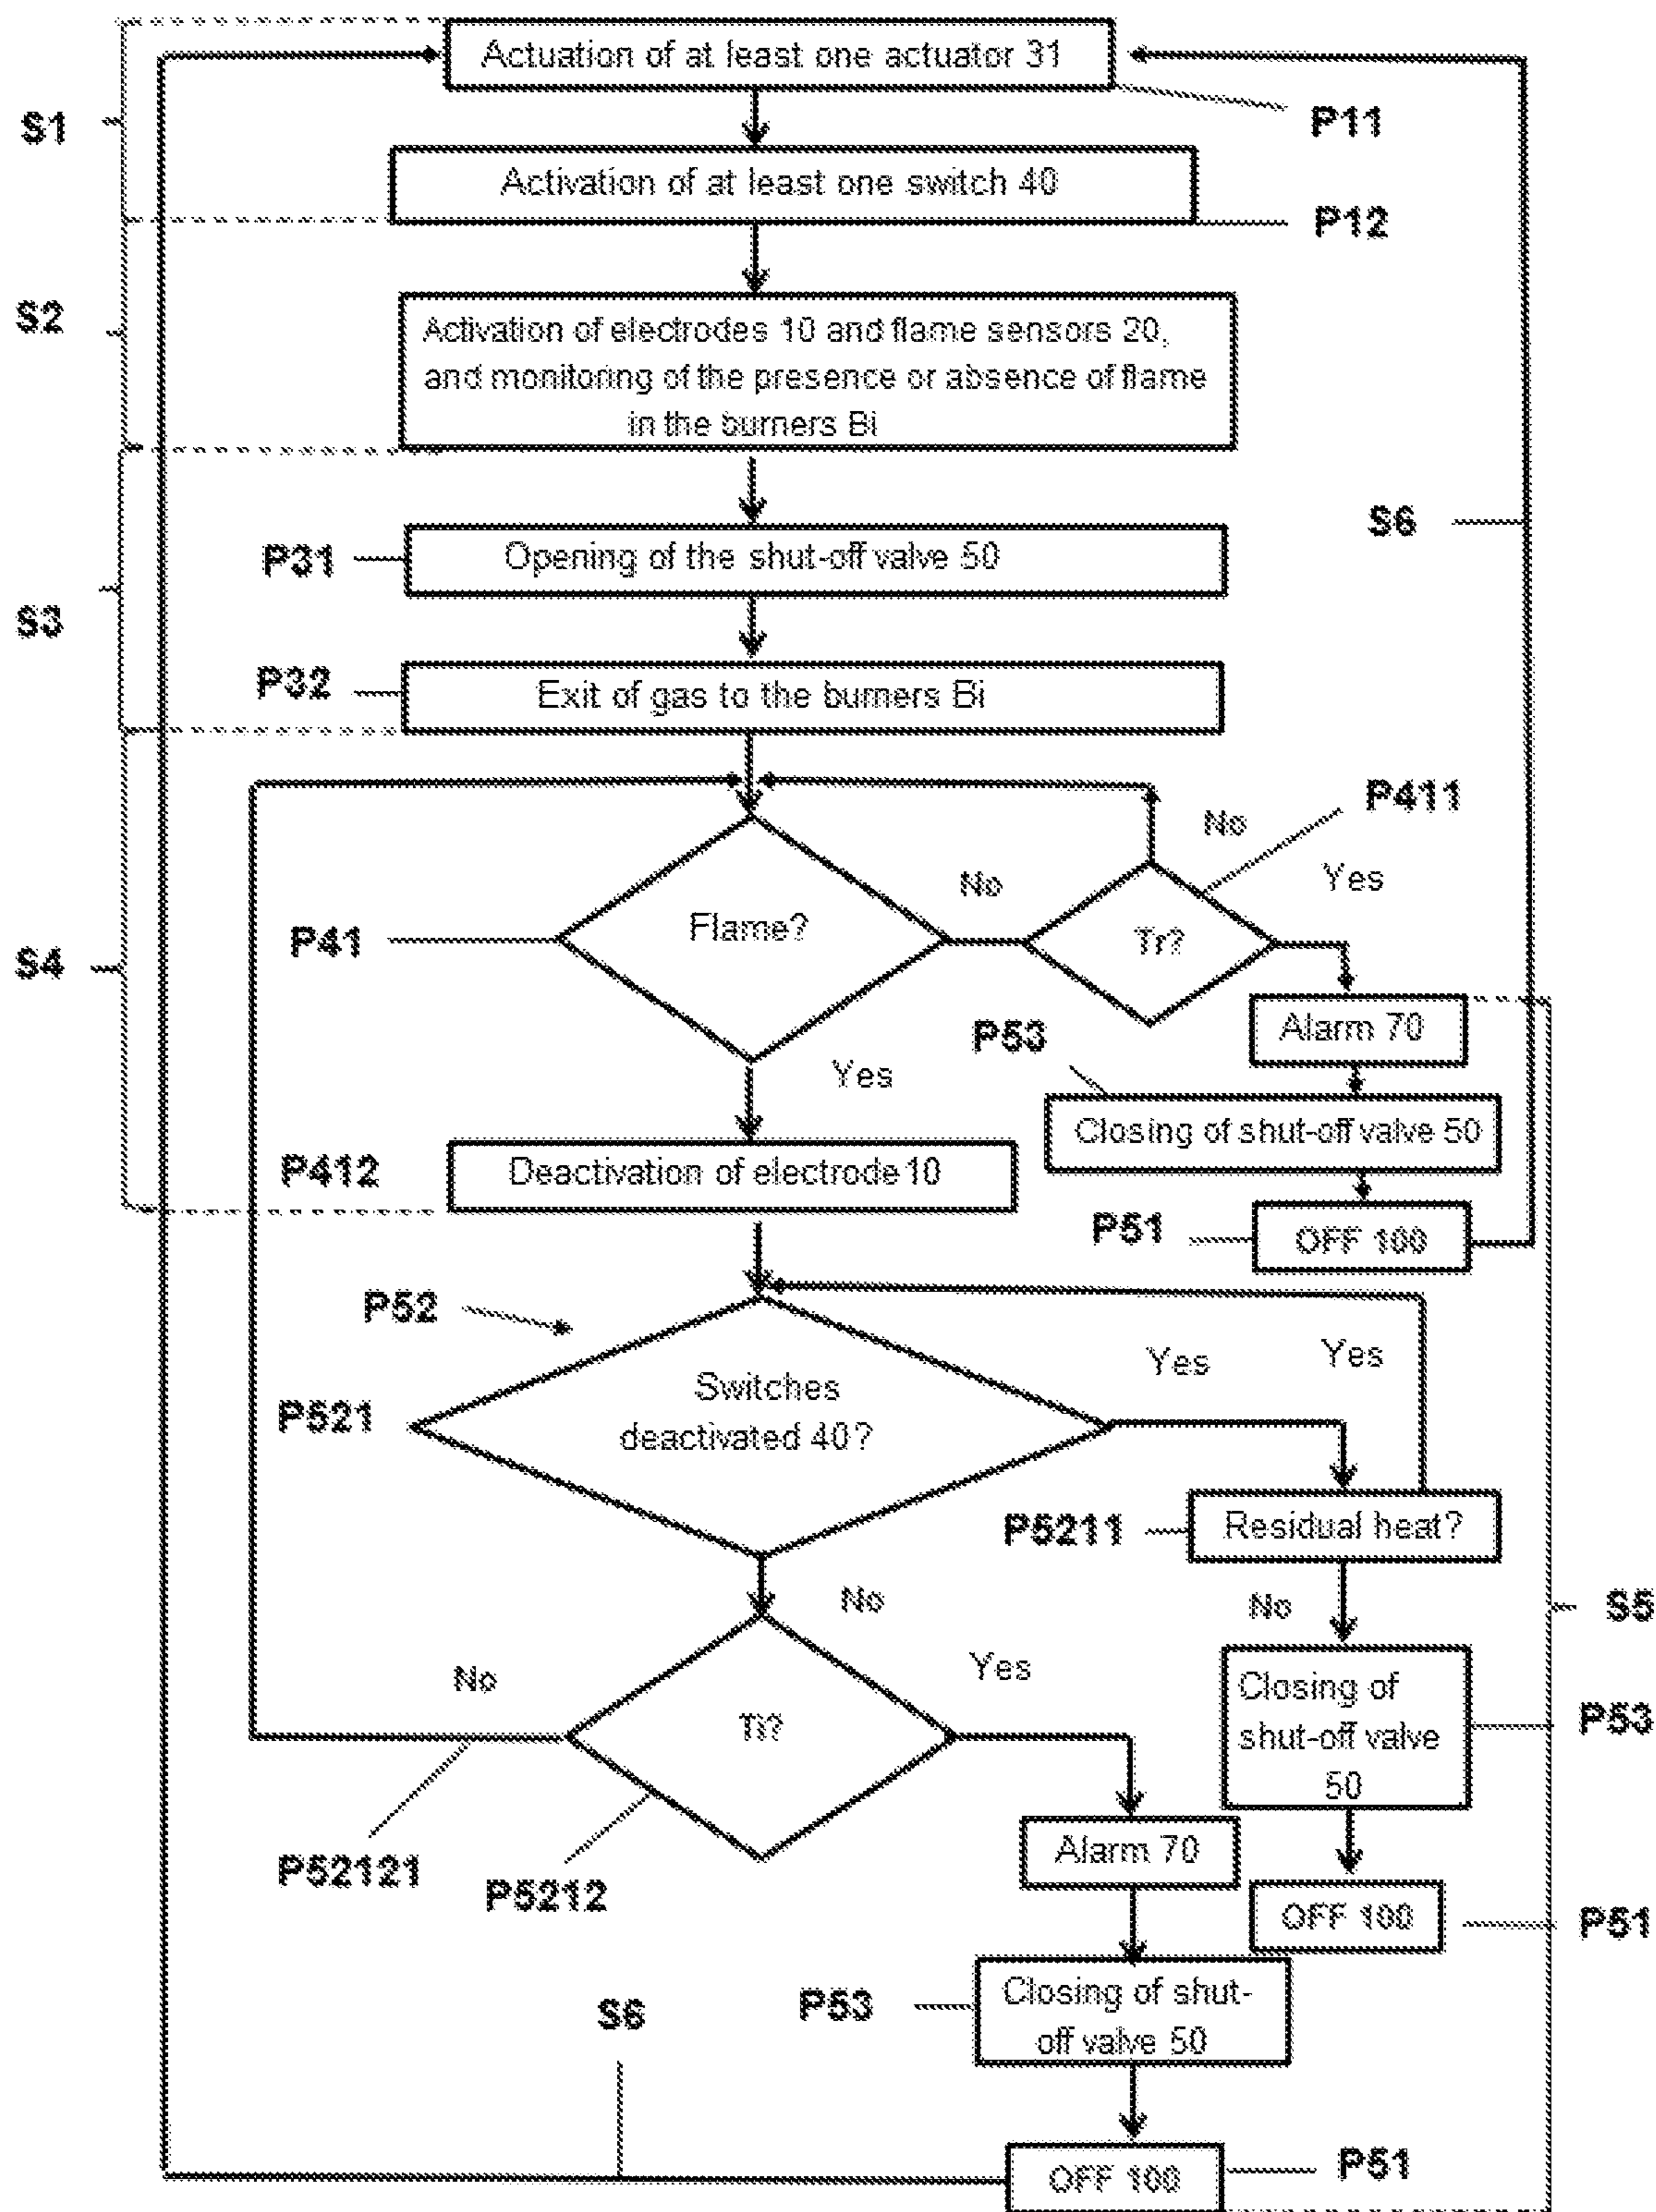 Actuation of at least one actuator 31
P11
S1
Activation of at least one switch 40
P12
S2
Activation of electrodes 10 and flame sensors 20,
and monitoring of the presence or absence of flame
in the burners Bi
S6
P31
Opening of the shut-off valve 50
S3
P32
Exit of gas to the burners Bi
P411
No
Yes
No
Flame?
Tr?
P41
S4
Alarm 70
P53
Yes
Closing of shut-off valve 50
P412
Deactivation of electrode 10
P51
OFF 100
P52
Yes
Yes
Switches
deactivated 40?
P521
P5211
Residual heat?
No
No
S5
Yes
No
Closing of
shut-off valve
50
P53
Ti?
Alarm 70
P52121
P5212
OFF 100
P51
Closing of shut-
off valve 50
P53
S6
P51
OFF 100